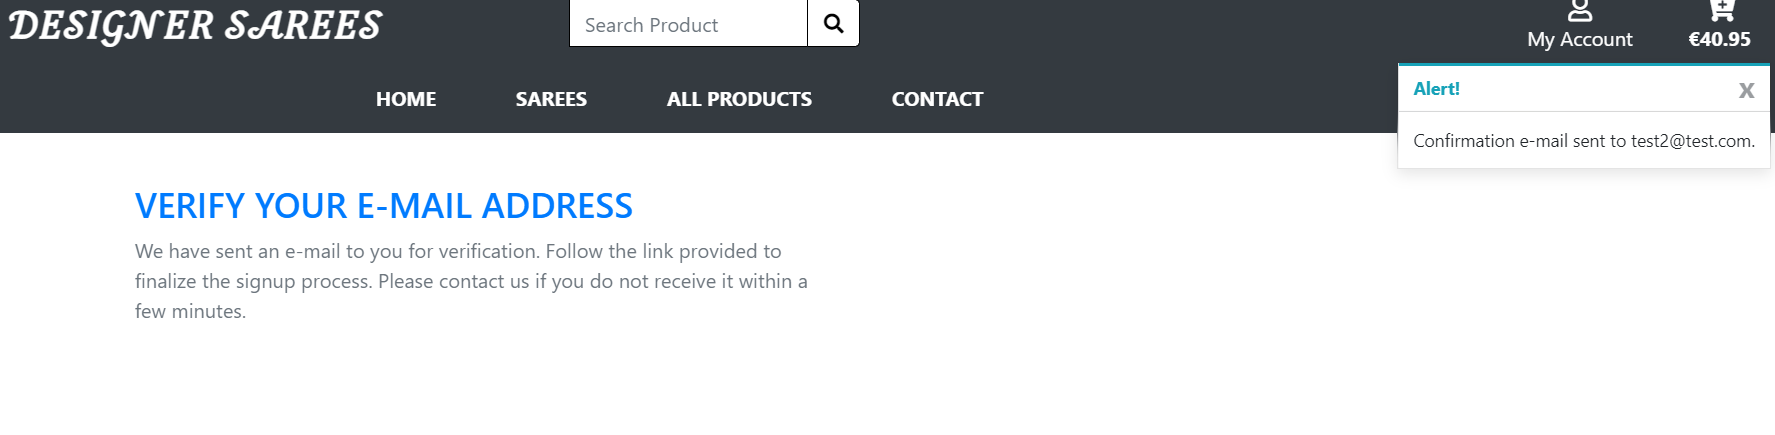 DESIGNER SAREES
Search Product
My Account
€40.95
HOME
SAREES
ALL PRODUCTS
CONTACT
Alert!
X
Confirmation e-mail sent to test2@test.com.
VERIFY YOUR E-MAIL ADDRESS
We have sent an e-mail to you for verification. Follow the link provided to
finalize the signup process. Please contact us if you do not receive it within a
few minutes.